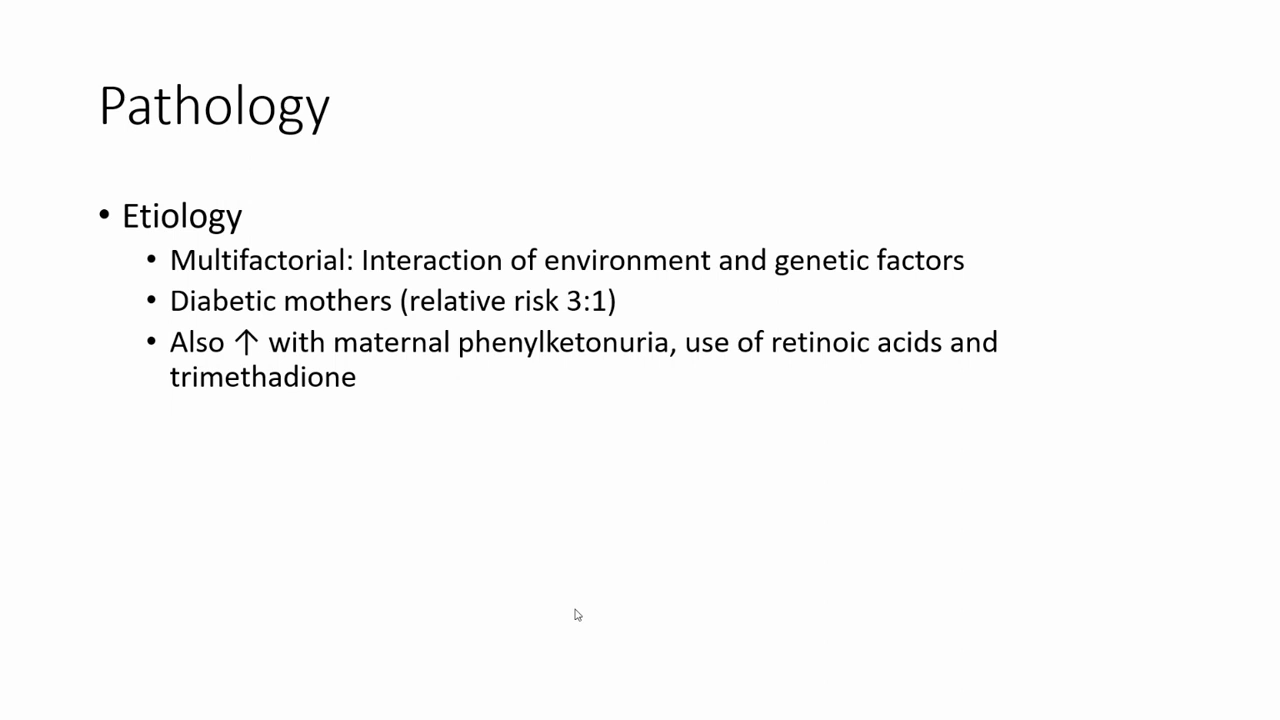 Pathology
• Etiology
• Multifactorial: Interaction of environment and genetic factors
• Diabetic mothers (relative risk 3:1)
• Also ↑ with maternal phenylketonuria, use of retinoic acids and
trimethadione